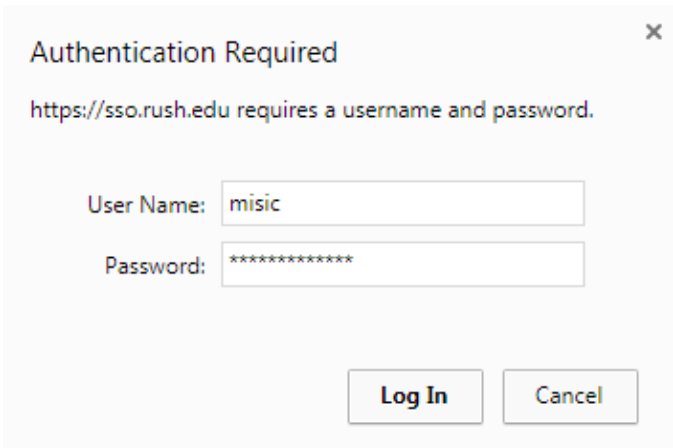 Authentication Required
https://sso.rush.edu requires a username and password.
User Name: misic
Password: *************
Log In Cancel